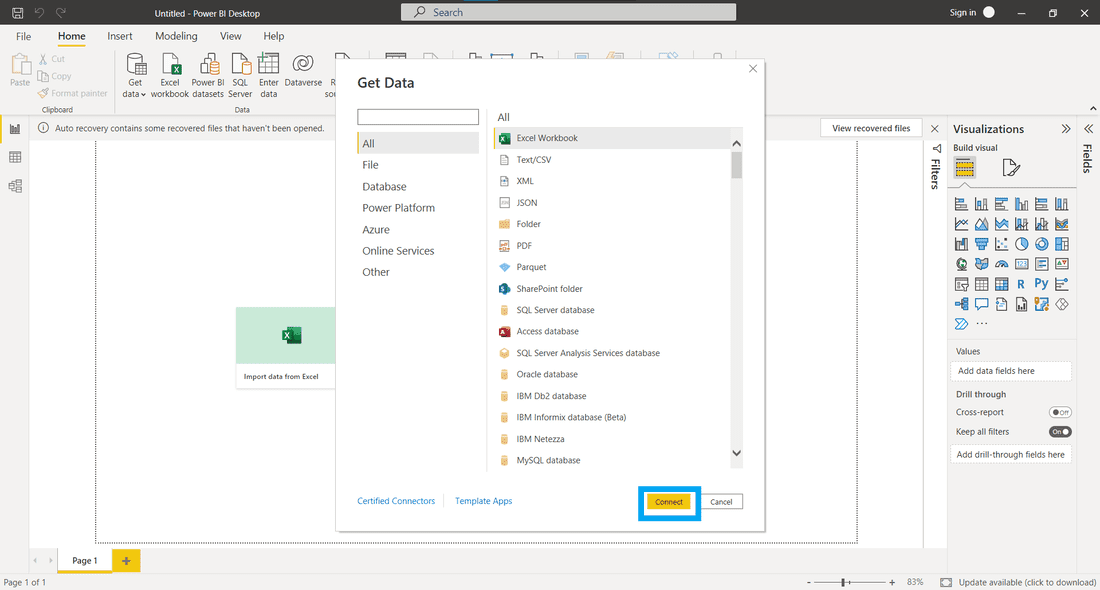 Untitled - Power BI Desktop
Search
Sign in
File Home Insert Modeling View Help
Paste
Cut
Copy
Format painter
Clipboard
Get data
Excel workbook
Power BI datasets
SQL Server
Enter data
Dataverse
Data
Auto recovery contains some recovered files that haven't been opened.
View recovered files
Import data from Excel
Get Data
All
File
Database
Power Platform
Azure
Online Services
Other
All
Excel Workbook
Text/CSV
XML
JSON
Folder
PDF
Parquet
SharePoint folder
SQL Server database
Access database
SQL Server Analysis Services database
Oracle database
IBM Db2 database
IBM Informix database (Beta)
IBM Netezza
MySQL database
Certified Connectors
Template Apps
Connect
Cancel
Filters
Visualizations
Build visual
R
Py
Values
Add data fields here
Drill through
Cross-report
Off
Keep all filters
On
Add drill-through fields here
Fields
Page 1
Page 1 of 1
- + 83%
Update available (click to download)